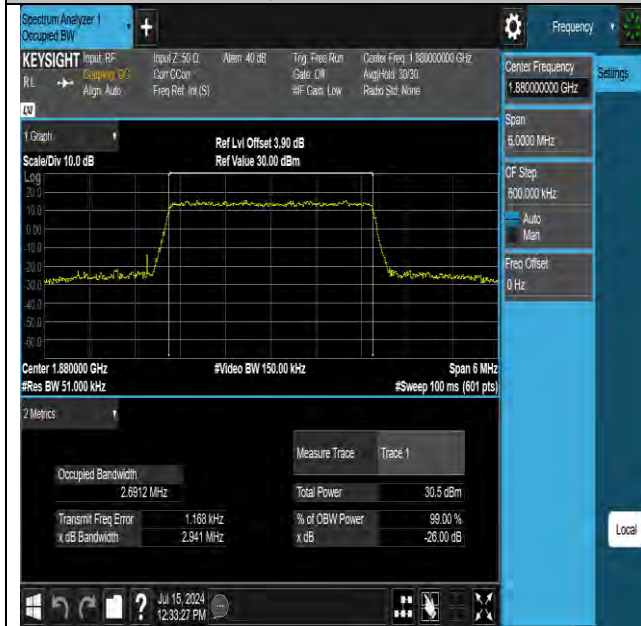 Spectrum Analyzer 1
Occupied BW
+
Frequency
KEYSIGHT Input: RF Input Z: 50 Ω Atten: 40 dB Trig: Free Run Center Freq: 1.880000000 GHz
RL Coupling: DC Corr CCorr Gate: Off Avg|Hold: 30/30
Align: Auto Freq Ref: Int (S) #IF Gain: Low Radio Std: None
LXI
Center Frequency
1.880000000 GHz
Settings
Span
6.0000 MHz
CF Step
600.000 kHz
Auto
Man
Freq Offset
0 Hz
1 Graph
Ref Lvl Offset 3.90 dB
Scale/Div 10.0 dB Ref Value 30.00 dBm
Log
20.0
10.0
0.00
-10.0
-20.0
-30.0
-40.0
-50.0
-60.0
Center 1.880000 GHz #Video BW 150.00 kHz Span 6 MHz
#Res BW 51.000 kHz #Sweep 100 ms (601 pts)
2 Metrics
Measure Trace Trace 1
Occupied Bandwidth
2.6912 MHz Total Power 30.5 dBm
Transmit Freq Error 1.168 kHz % of OBW Power 99.00 %
x dB Bandwidth 2.941 MHz x dB -26.00 dB
Local
?
Jul 15, 2024
12:33:27 PM